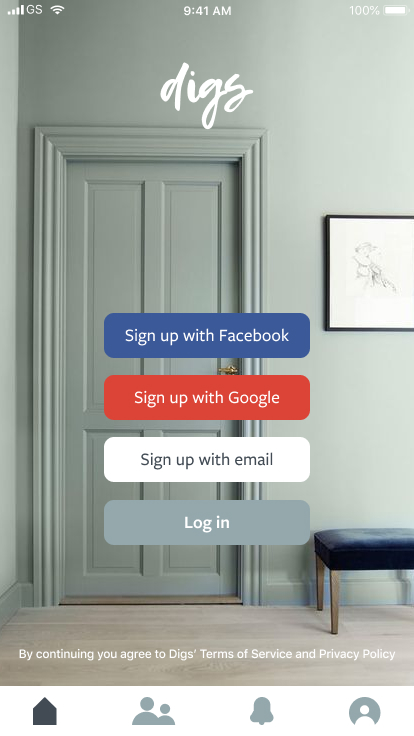 GS 9:41 AM 100%
digs
Sign up with Facebook
Sign up with Google
Sign up with email
Log in
By continuing you agree to Digs' Terms of Service and Privacy Policy